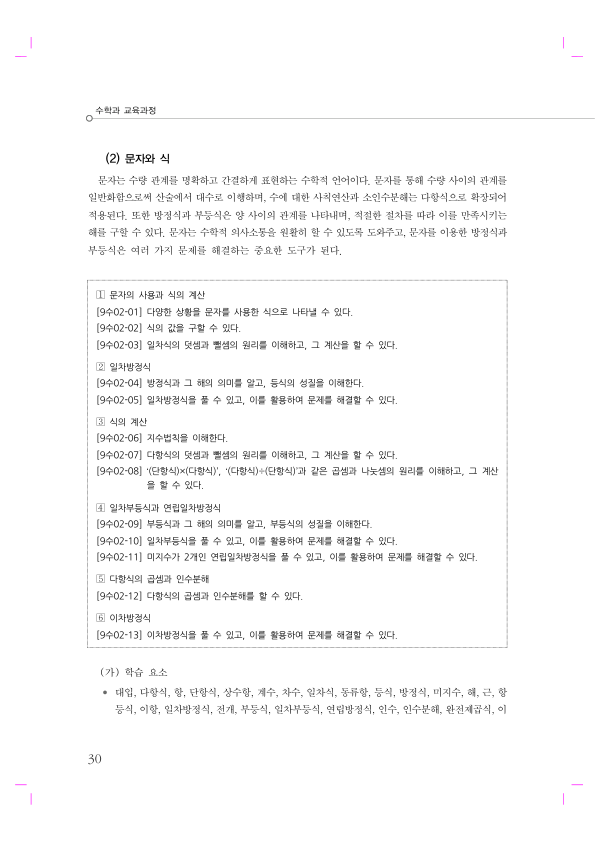 수학과 교육과정
(2) 문자와 식
문자는 수량 관계를 명확하고 간결하게 표현하는 수학적 언어이다. 문자를 통해 수량 사이의 관계를
일반화함으로써 산술에서 대수로 이행하며, 수에 대한 사칙연산과 소인수분해는 다항식으로 확장되어
적용된다. 또한 방정식과 부등식은 양 사이의 관계를 나타내며, 적절한 절차를 따라 이를 만족시키는
해를 구할 수 있다. 문자는 수학적 의사소통을 원활히 할 수 있도록 도와주고, 문자를 이용한 방정식과
부등식은 여러 가지 문제를 해결하는 중요한 도구가 된다.
1 문자의 사용과 식의 계산
[9수02-01] 다양한 상황을 문자를 사용한 식으로 나타낼 수 있다.
[9수02-02] 식의 값을 구할 수 있다.
[9수02-03] 일차식의 덧셈과 뺄셈의 원리를 이해하고, 그 계산을 할 수 있다.
2 일차방정식
[9수02-04] 방정식과 그 해의 의미를 알고, 등식의 성질을 이해한다.
[9수02-05] 일차방정식을 풀 수 있고, 이를 활용하여 문제를 해결할 수 있다.
3 식의 계산
[9수02-06] 지수법칙을 이해한다.
[9수02-07] 다항식의 덧셈과 뺄셈의 원리를 이해하고, 그 계산을 할 수 있다.
[9수02-08] ‘(단항식)×(다항식)’, ‘(다항식)÷(단항식)’과 같은 곱셈과 나눗셈의 원리를 이해하고, 그 계산
을 할 수 있다.
4 일차부등식과 연립일차방정식
[9수02-09] 부등식과 그 해의 의미를 알고, 부등식의 성질을 이해한다.
[9수02-10] 일차부등식을 풀 수 있고, 이를 활용하여 문제를 해결할 수 있다.
[9수02-11] 미지수가 2개인 연립일차방정식을 풀 수 있고, 이를 활용하여 문제를 해결할 수 있다.
5 다항식의 곱셈과 인수분해
[9수02-12] 다항식의 곱셈과 인수분해를 할 수 있다.
6 이차방정식
[9수02-13] 이차방정식을 풀 수 있고, 이를 활용하여 문제를 해결할 수 있다.
(가) 학습 요소
• 대입, 다항식, 항, 단항식, 상수항, 계수, 차수, 일차식, 동류항, 등식, 방정식, 미지수, 해, 근, 항
등식, 이항, 일차방정식, 전개, 부등식, 일차부등식, 연립방정식, 인수, 인수분해, 완전제곱식, 이
30